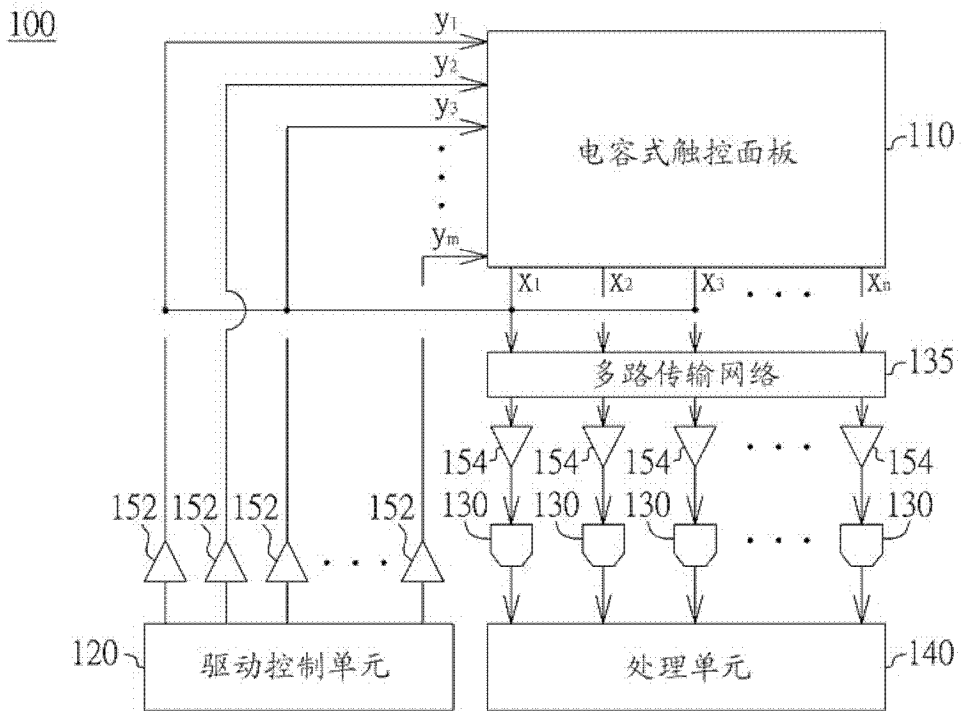 100
y1
y2
y3
ym
电容式触控面板
110
x1 x2 x3 xn
多路传输网络
135
154 154 154 154
152 152 152 152
130 130 130 130
120
驱动控制单元
处理单元
140